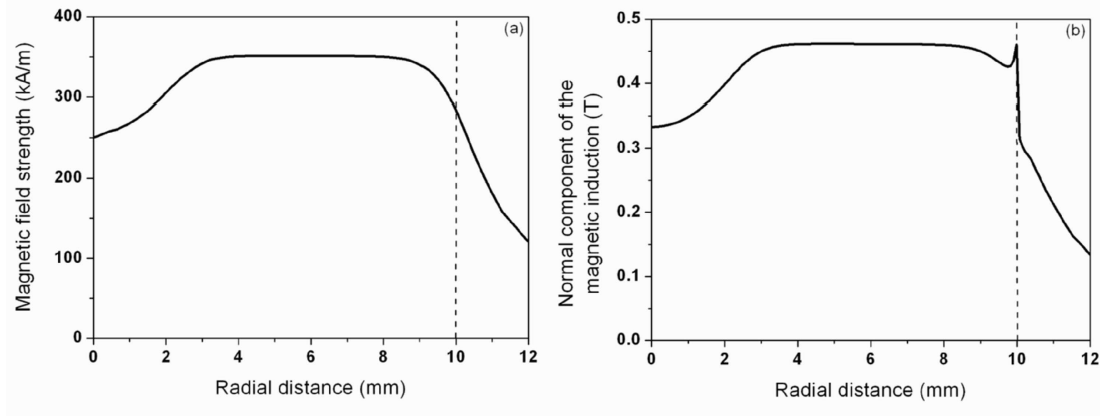 (a)
Magnetic field strength (kA/m)
400
300
200
100
0
0 2 4 6 8 10 12
Radial distance (mm)
(b)
Normal component of the
magnetic induction (T)
0.5
0.4
0.3
0.2
0.1
0.0
0 2 4 6 8 10 12
Radial distance (mm)